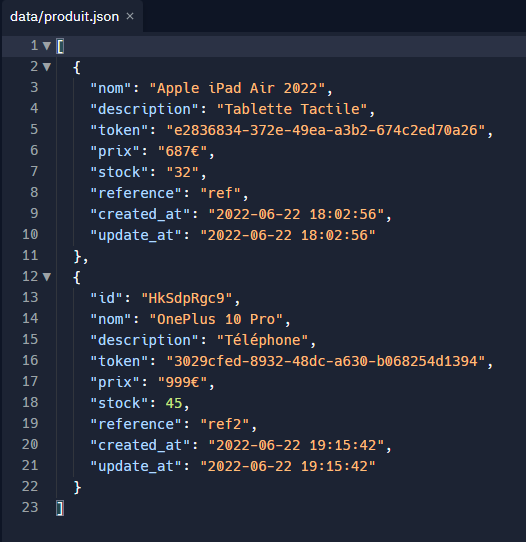 data/produit.json ×
1 ▼ [
2 ▼ {
3 "nom": "Apple iPad Air 2022",
4 "description": "Tablette Tactile",
5 "token": "e2836834-372e-49ea-a3b2-674c2ed70a26",
6 "prix": "687€",
7 "stock": "32",
8 "reference": "ref",
9 "created_at": "2022-06-22 18:02:56",
10 "update_at": "2022-06-22 18:02:56"
11 },
12 ▼ {
13 "id": "HkSdpRgc9",
14 "nom": "OnePlus 10 Pro",
15 "description": "Téléphone",
16 "token": "3029cfed-8932-48dc-a630-b068254d1394",
17 "prix": "999€",
18 "stock": 45,
19 "reference": "ref2",
20 "created_at": "2022-06-22 19:15:42",
21 "update_at": "2022-06-22 19:15:42"
22 }
23 ]